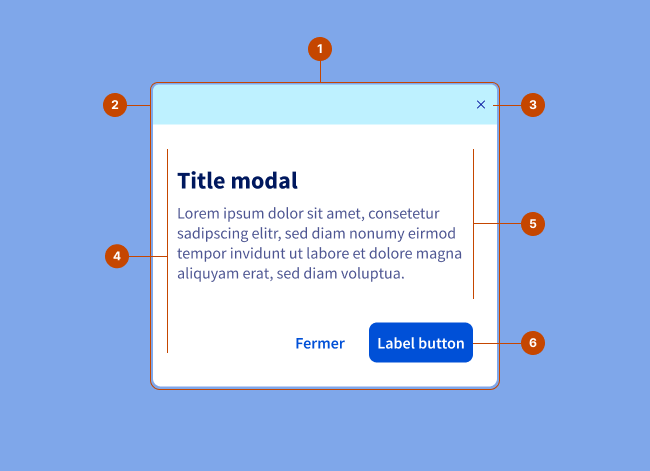 1
2
×
3
Title modal
Lorem ipsum dolor sit amet, consetetur
sadipscing elitr, sed diam nonumy eirmod
tempor invidunt ut labore et dolore magna
aliquyam erat, sed diam voluptua.
4
5
Fermer
Label button
6